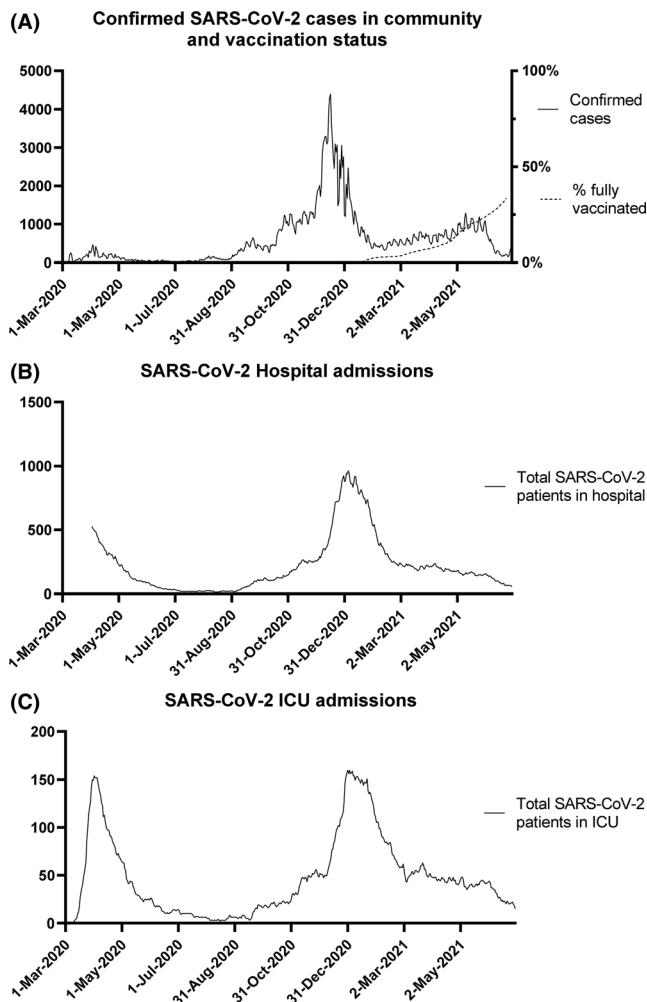 (A)
Confirmed SARS-CoV-2 cases in community
and vaccination status
5000
4000
3000
2000
1000
0
100%
50%
0%
Confirmed
cases
% fully
vaccinated
1-Mar-2020
1-May-2020
1-Jul-2020
31-Aug-2020
31-Oct-2020
31-Dec-2020
2-Mar-2021
2-May-2021
(B)
SARS-CoV-2 Hospital admissions
1500
1000
500
0
Total SARS-CoV-2
patients in hospital
1-Mar-2020
1-May-2020
1-Jul-2020
31-Aug-2020
31-Oct-2020
31-Dec-2020
2-Mar-2021
2-May-2021
(C)
SARS-CoV-2 ICU admissions
200
150
100
50
0
Total SARS-CoV-2
patients in ICU
1-Mar-2020
1-May-2020
1-Jul-2020
31-Aug-2020
31-Oct-2020
31-Dec-2020
2-Mar-2021
2-May-2021